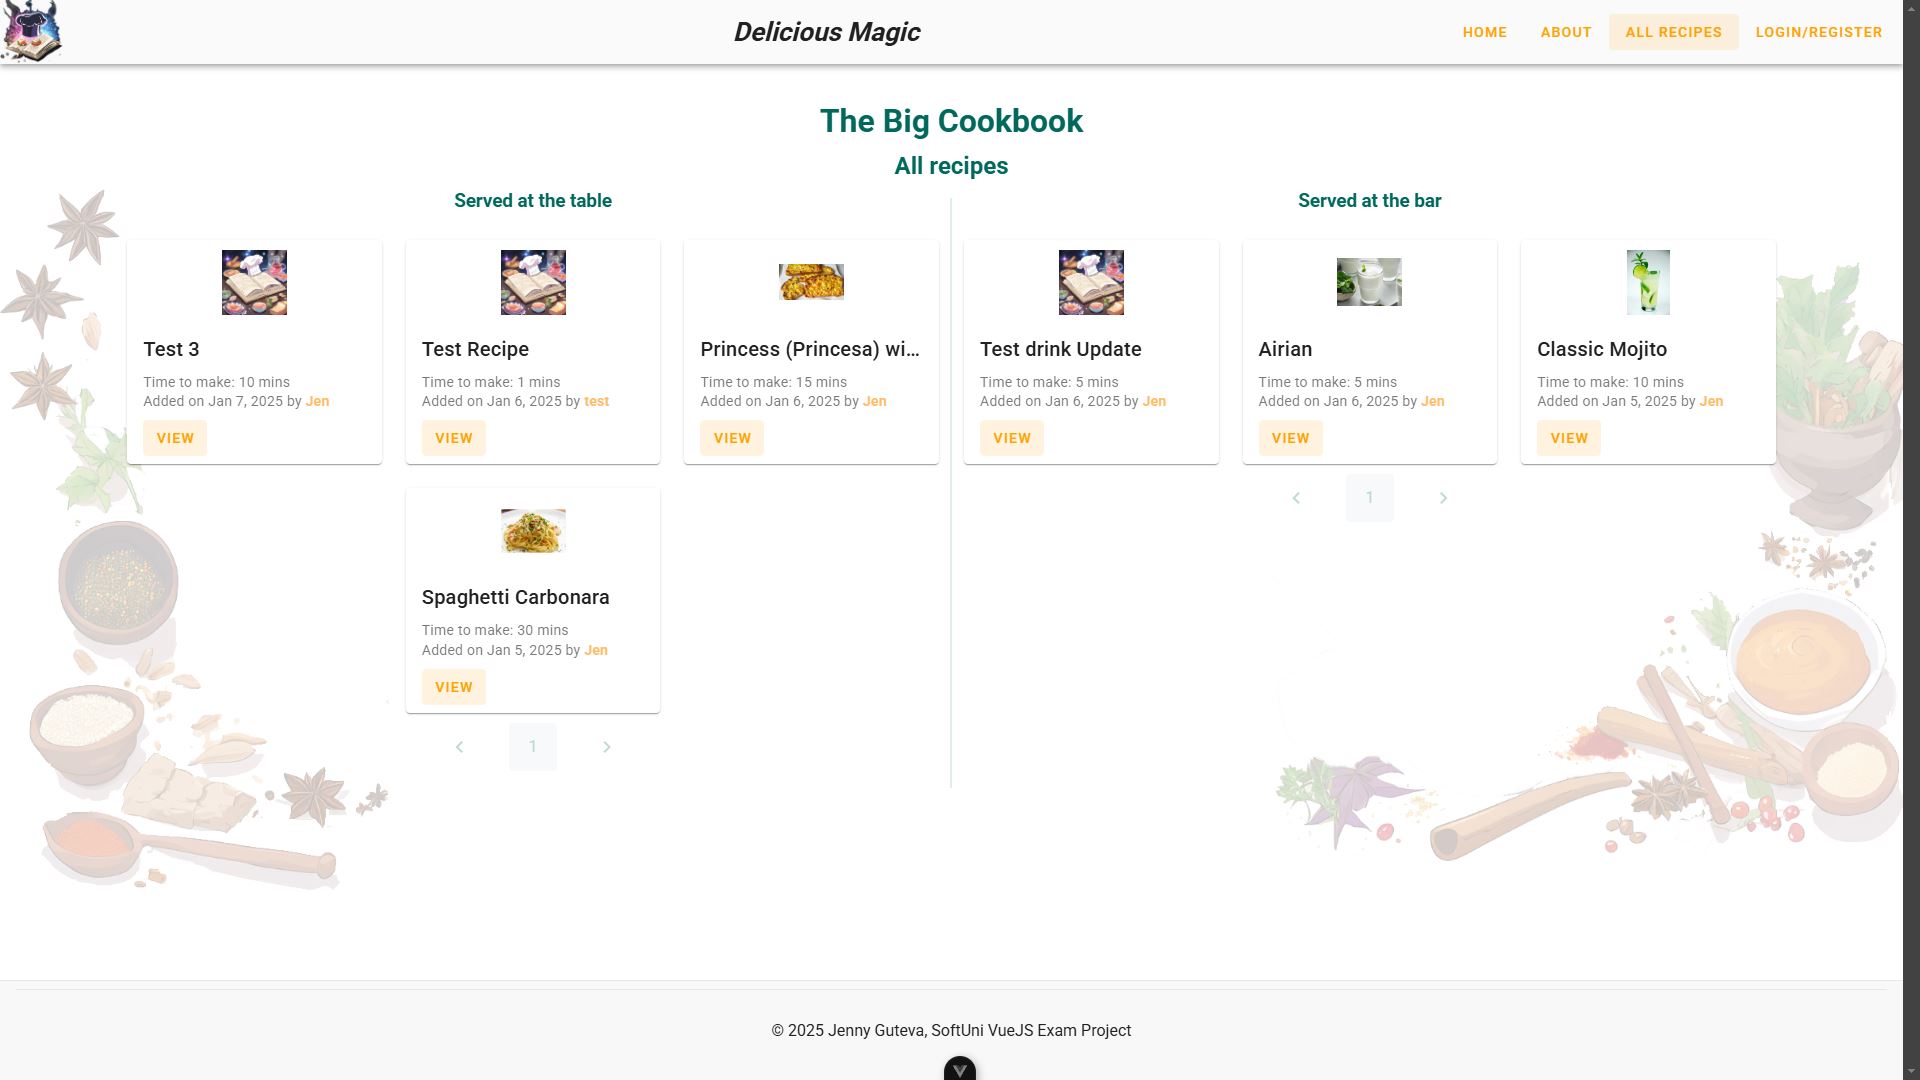 Delicious Magic
HOME
ABOUT
ALL RECIPES
LOGIN/REGISTER
The Big Cookbook
All recipes
Served at the table
Test 3
Time to make: 10 mins
Added on Jan 7, 2025 by Jen
VIEW
Test Recipe
Time to make: 1 mins
Added on Jan 6, 2025 by test
VIEW
Princess (Princesa) wi...
Time to make: 15 mins
Added on Jan 6, 2025 by Jen
VIEW
Spaghetti Carbonara
Time to make: 30 mins
Added on Jan 5, 2025 by Jen
VIEW
1
Served at the bar
Test drink Update
Time to make: 5 mins
Added on Jan 6, 2025 by Jen
VIEW
Airian
Time to make: 5 mins
Added on Jan 6, 2025 by Jen
VIEW
Classic Mojito
Time to make: 10 mins
Added on Jan 5, 2025 by Jen
VIEW
1
© 2025 Jenny Guteva, SoftUni VueJS Exam Project